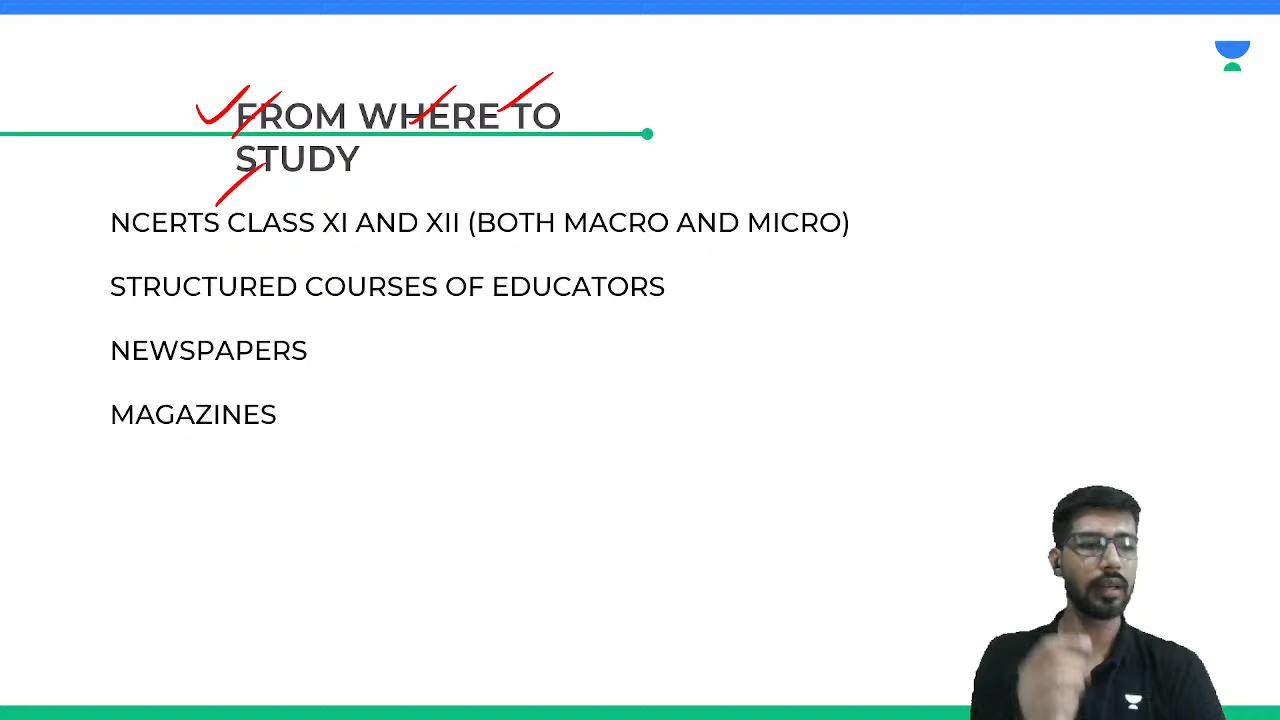 FROM WHERE TO
STUDY
NCERTS CLASS XI AND XII (BOTH MACRO AND MICRO)
STRUCTURED COURSES OF EDUCATORS
NEWSPAPERS
MAGAZINES